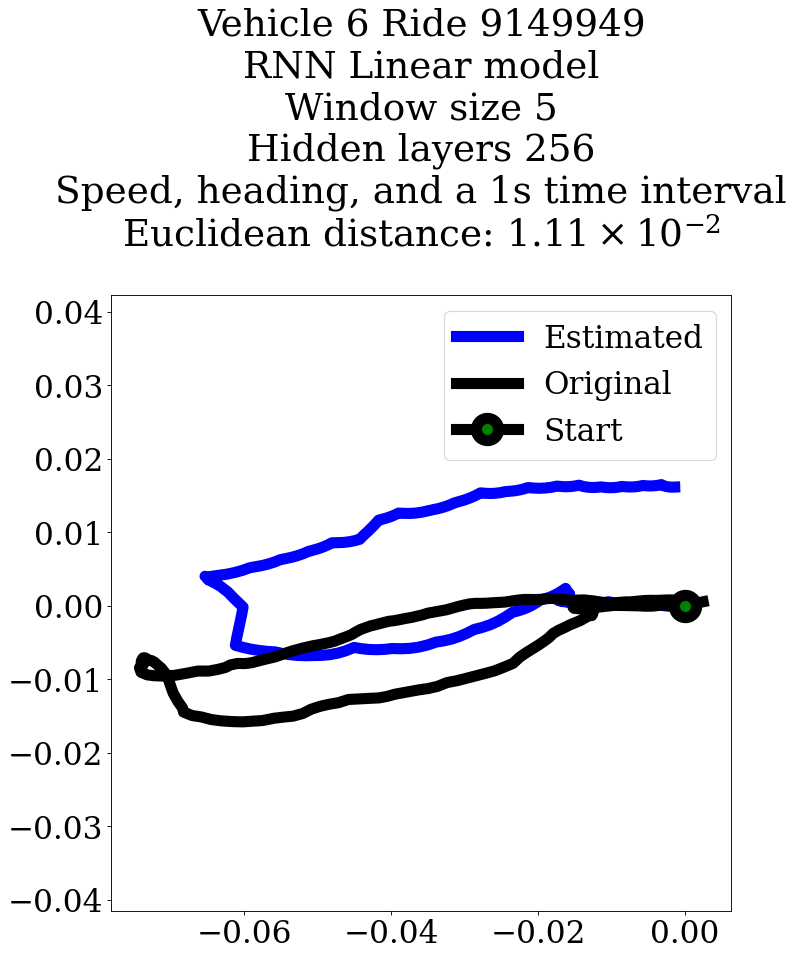 Vehicle 6 Ride 9149949
RNN Linear model
Window size 5
Hidden layers 256
Speed, heading, and a 1s time interval
Euclidean distance: 1.11 × 10⁻²
Estimated
Original
Start
0.04
0.03
0.02
0.01
0.00
−0.01
−0.02
−0.03
−0.04
−0.06 −0.04 −0.02 0.00